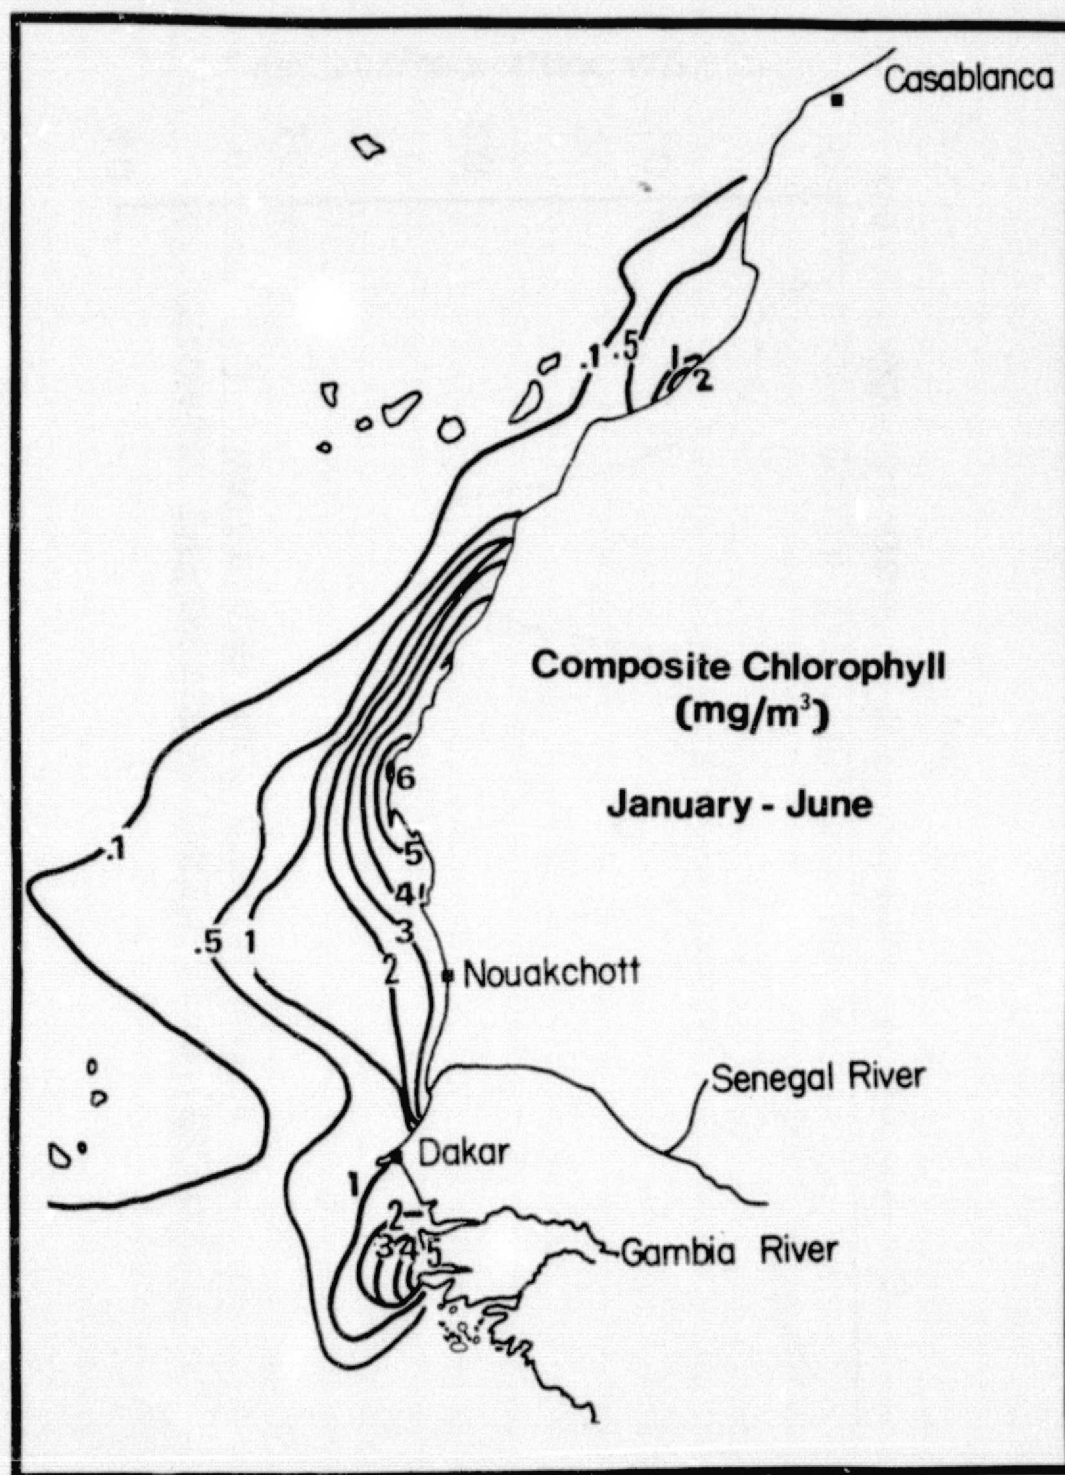 Casablanca
.1 .5 1
2
Composite Chlorophyll
(mg/m³)
January - June
6
.1
5
4
3
.5 1
2
Nouakchott
Senegal River
Dakar
1
2
3 4 5
Gambia River